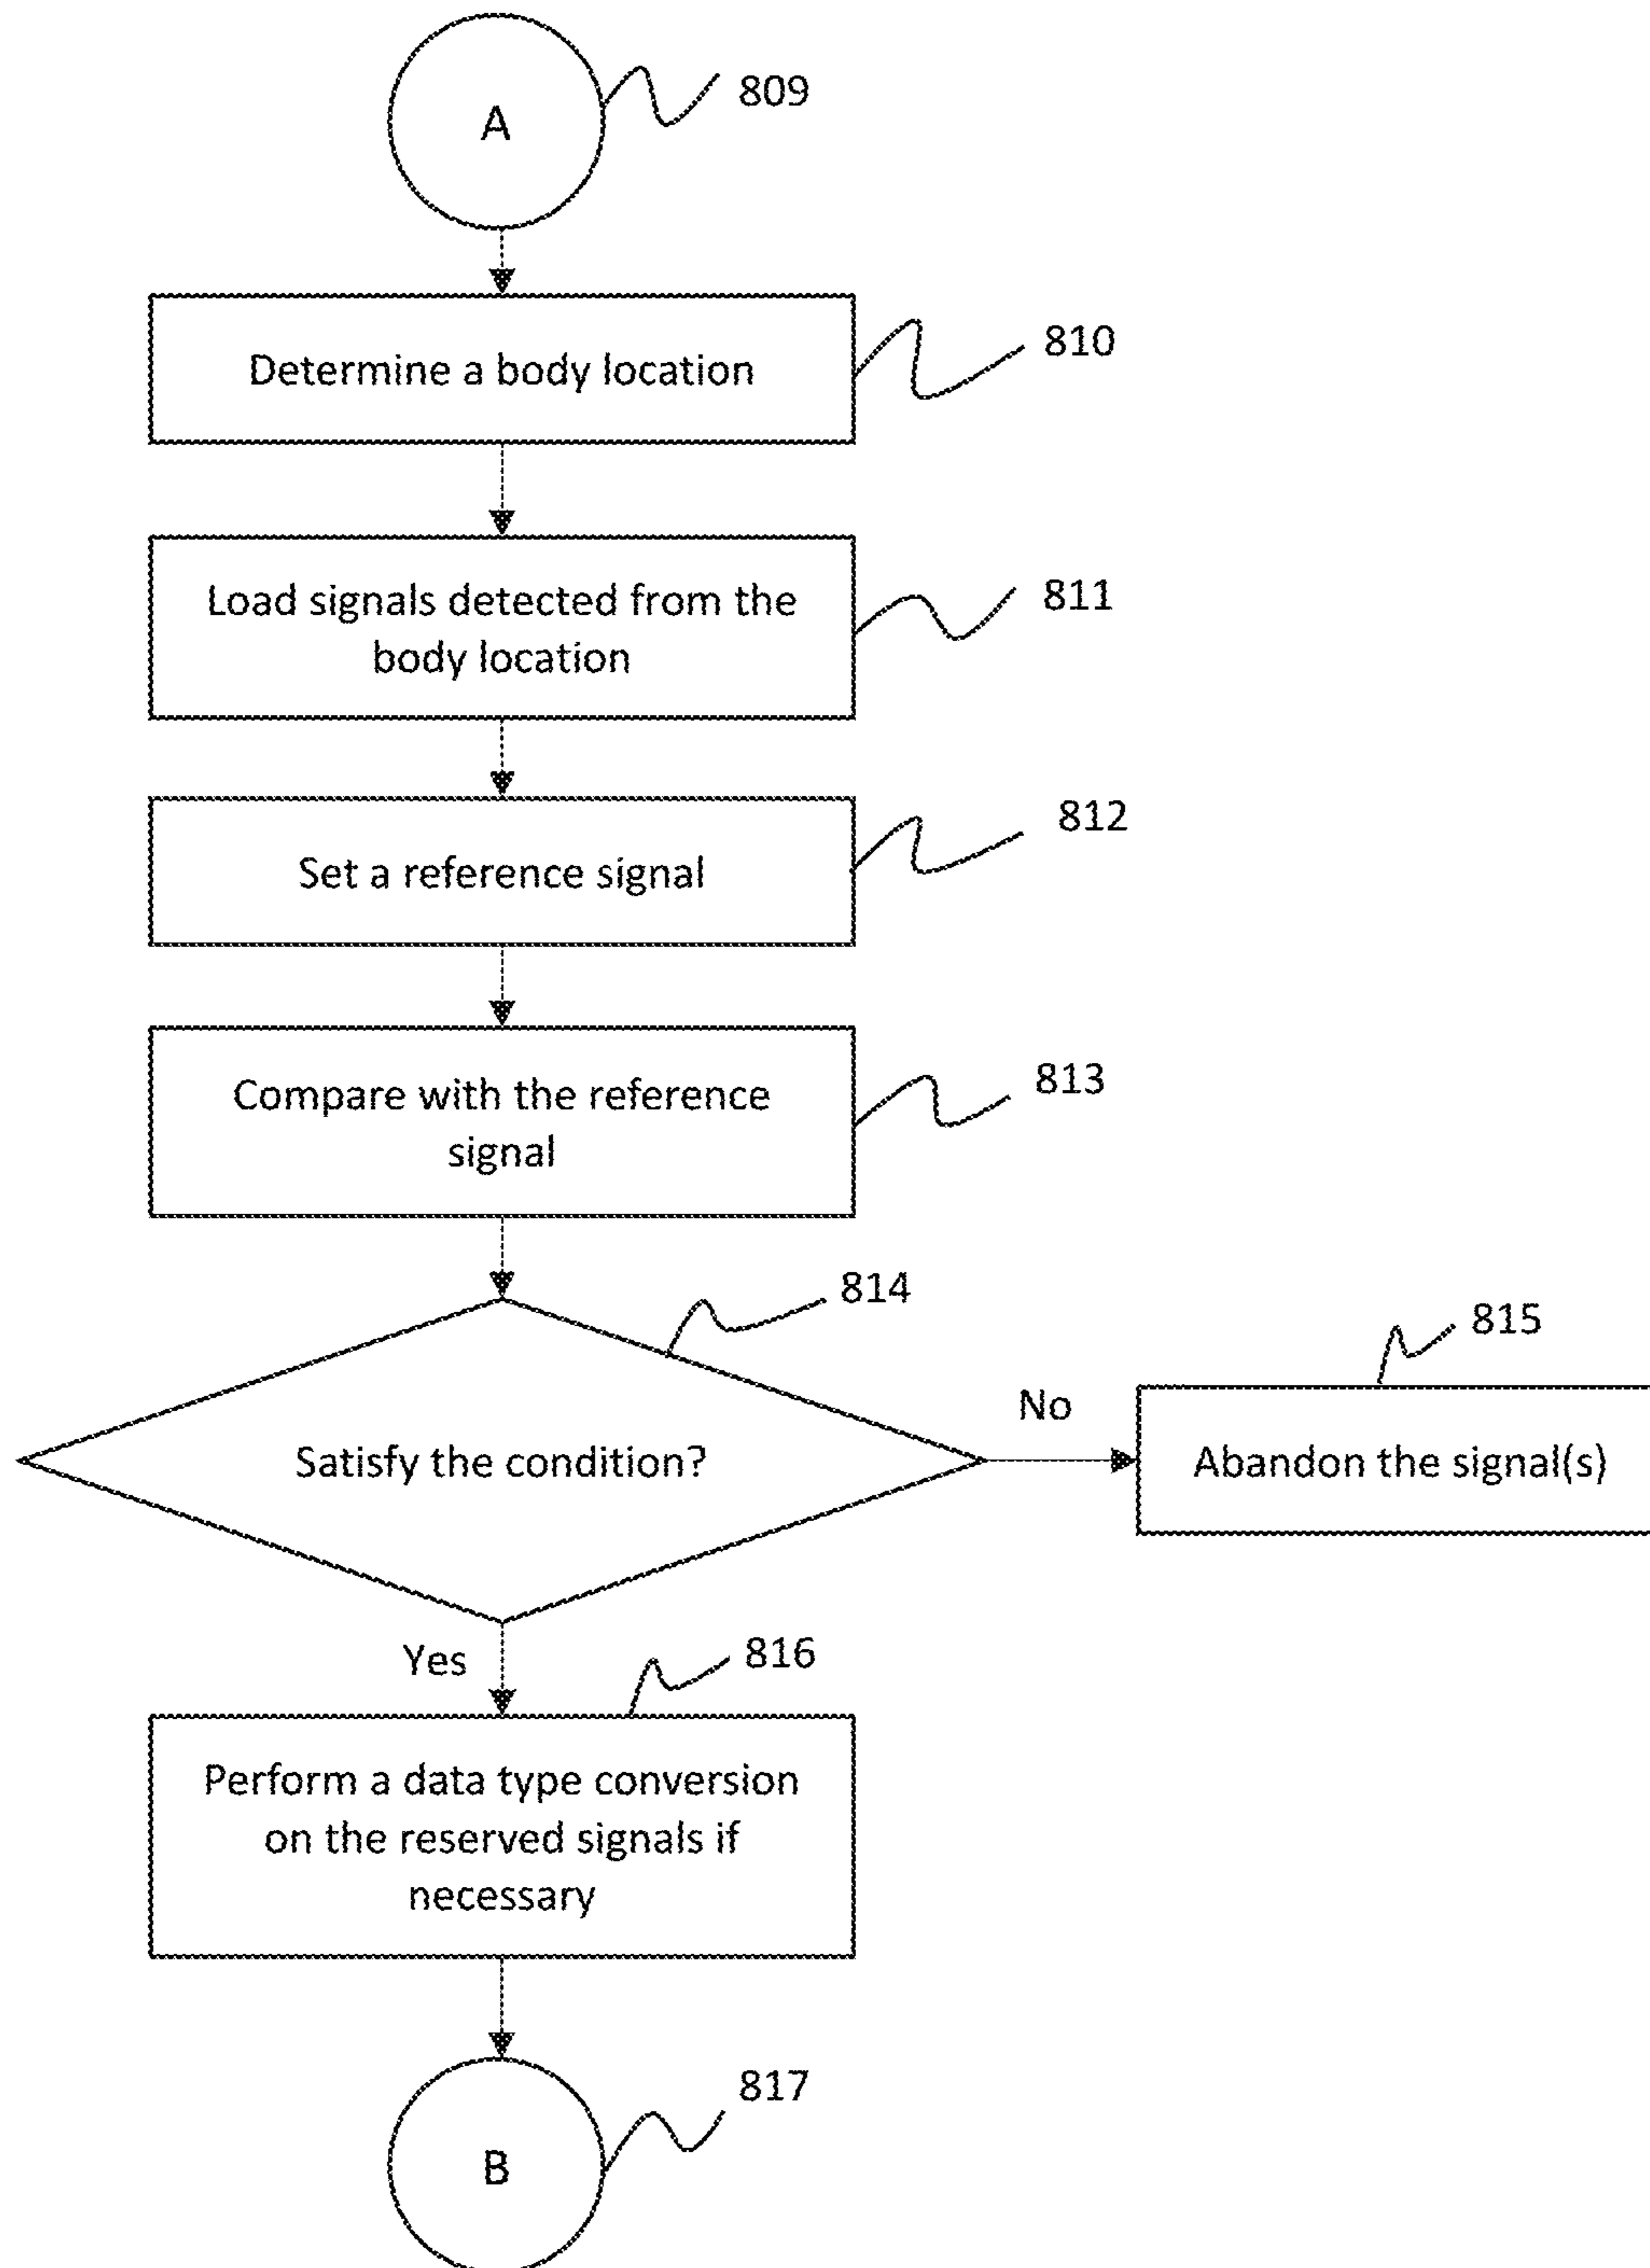 A
809
Determine a body location
810
Load signals detected from the
body location
811
Set a reference signal
812
Compare with the reference
signal
813
814
Satisfy the condition?
No
815
Abandon the signal(s)
Yes
816
Perform a data type conversion
on the reserved signals if
necessary
817
B